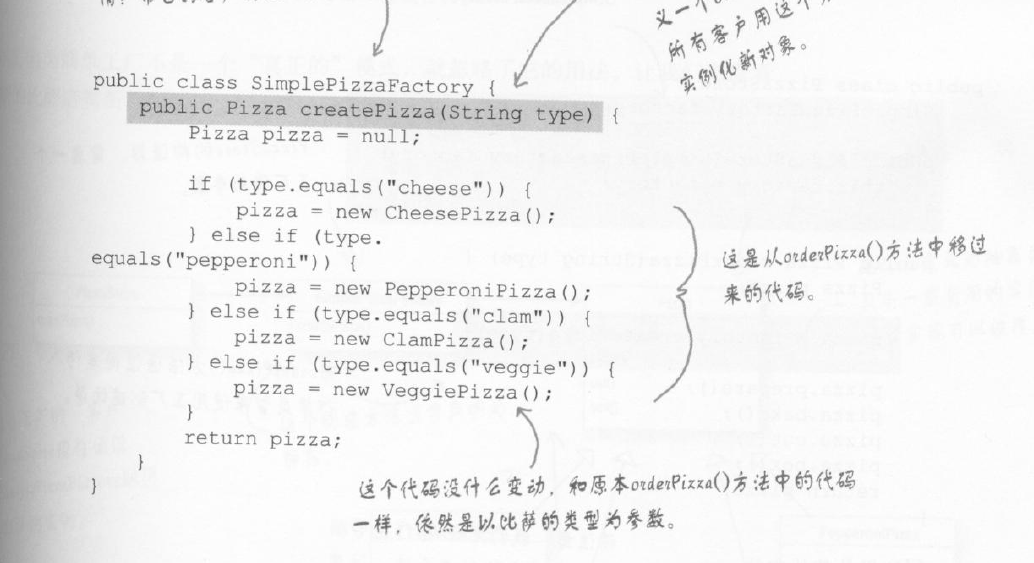 义一个
所有客户用这个
实例化新对象。
public class SimplePizzaFactory {
public Pizza createPizza(String type) {
Pizza pizza = null;
if (type.equals("cheese")) {
pizza = new CheesePizza();
} else if (type.
equals("pepperoni")) {
pizza = new PepperoniPizza();
} else if (type.equals("clam")) {
pizza = new ClamPizza();
} else if (type.equals("veggie")) {
pizza = new VeggiePizza();
}
return pizza;
}
}
这是从orderPizza()方法中移过
来的代码。
这个代码没什么变动，和原本orderPizza()方法中的代码
一样，依然是以比萨的类型为参数。